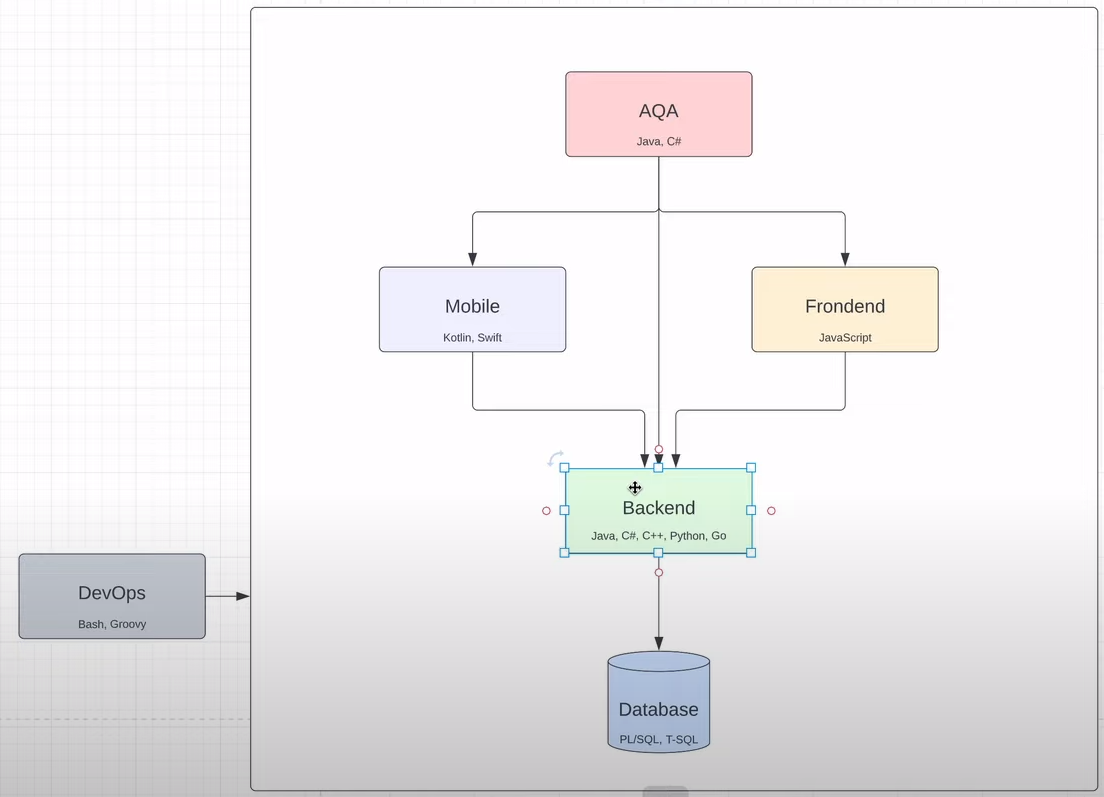 AQA
Java, C#
Mobile
Kotlin, Swift
Frondend
JavaScript
Backend
Java, C#, C++, Python, Go
DevOps
Bash, Groovy
Database
PL/SQL, T-SQL